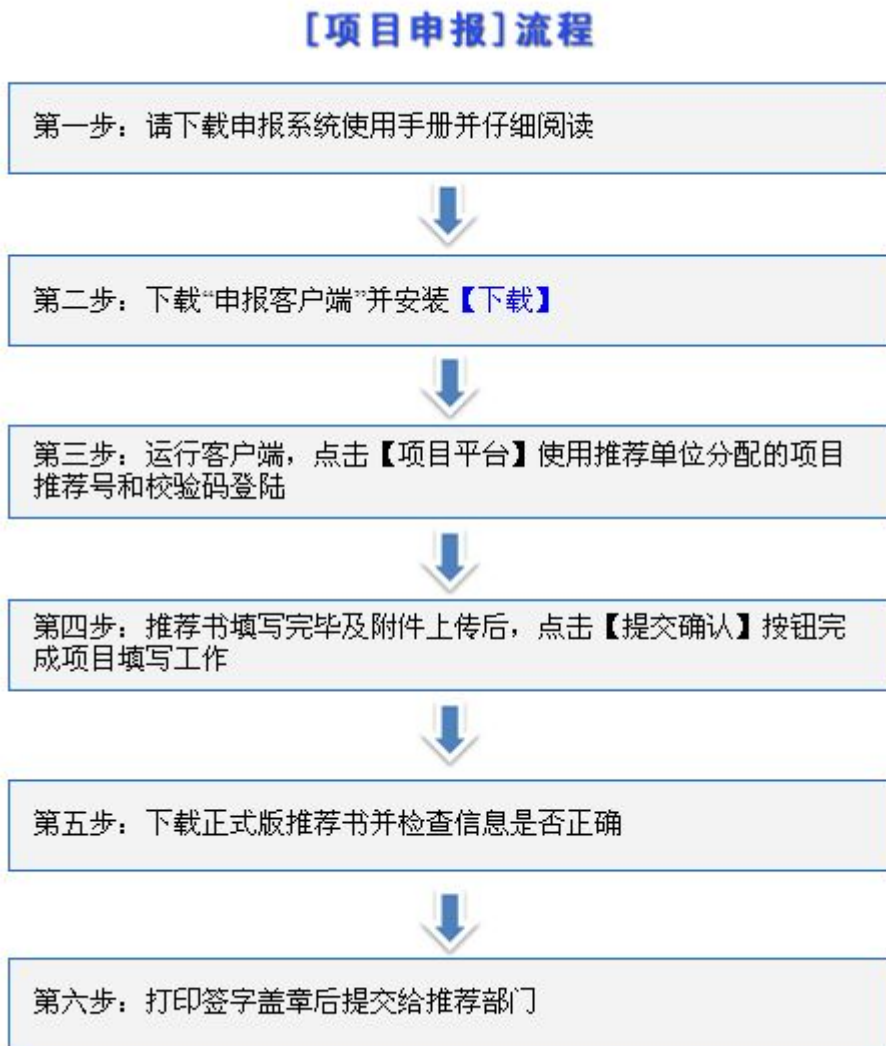 [项目申报]流程
第一步：请下载申报系统使用手册并仔细阅读
第二步：下载“申报客户端”并安装【下载】
第三步：运行客户端，点击【项目平台】使用推荐单位分配的项目
推荐号和校验码登陆
第四步：推荐书填写完毕及附件上传后，点击【提交确认】按钮完
成项目填写工作
第五步：下载正式版推荐书并检查信息是否正确
第六步：打印签字盖章后提交给推荐部门